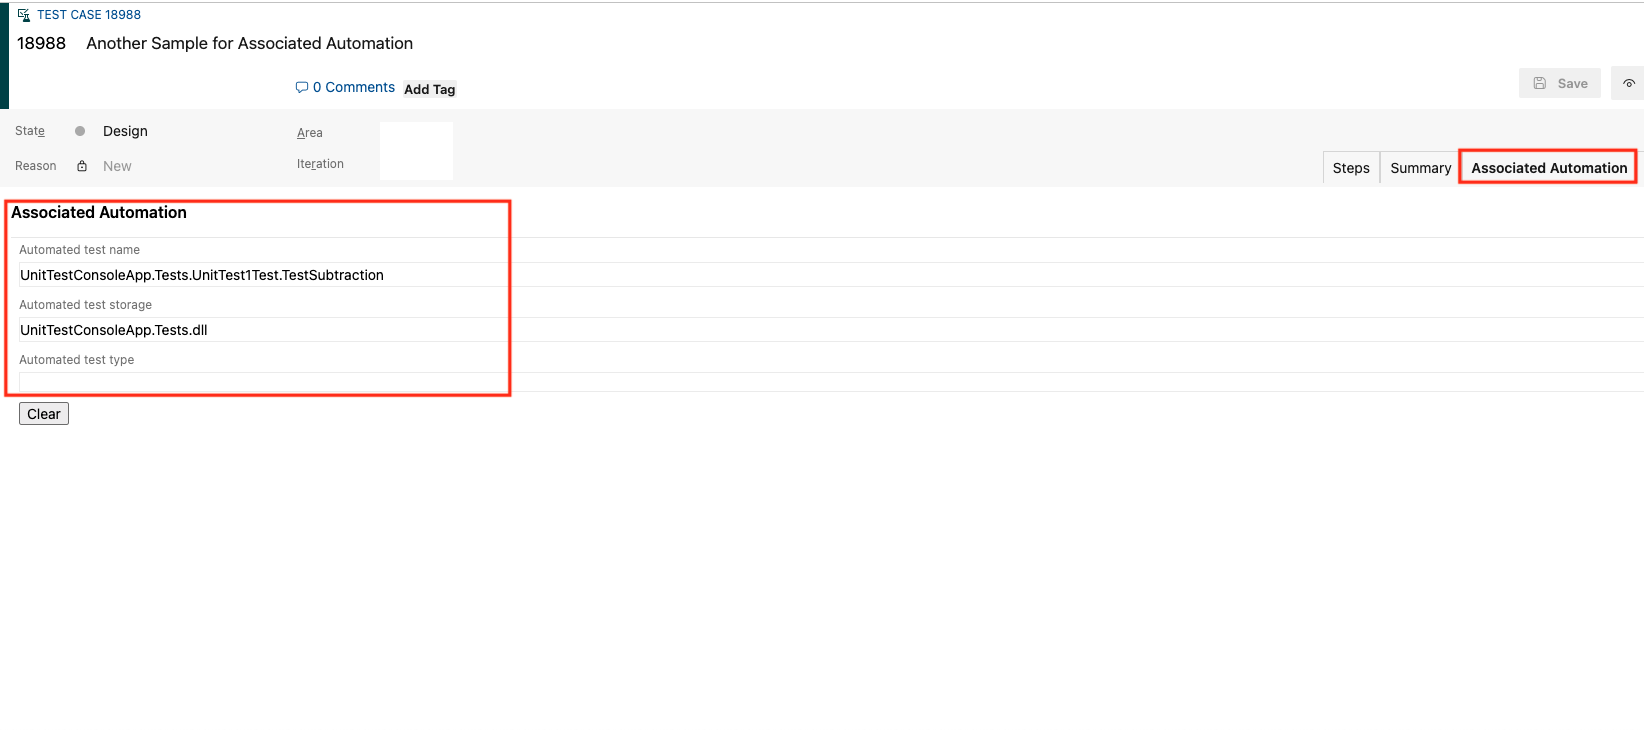 TEST CASE 18988
18988 Another Sample for Associated Automation
0 Comments Add Tag
Save
State Design
Area
Reason New
Iteration
Steps Summary Associated Automation
Associated Automation
Automated test name
UnitTestConsoleApp.Tests.UnitTest1Test.TestSubtraction
Automated test storage
UnitTestConsoleApp.Tests.dll
Automated test type
Clear